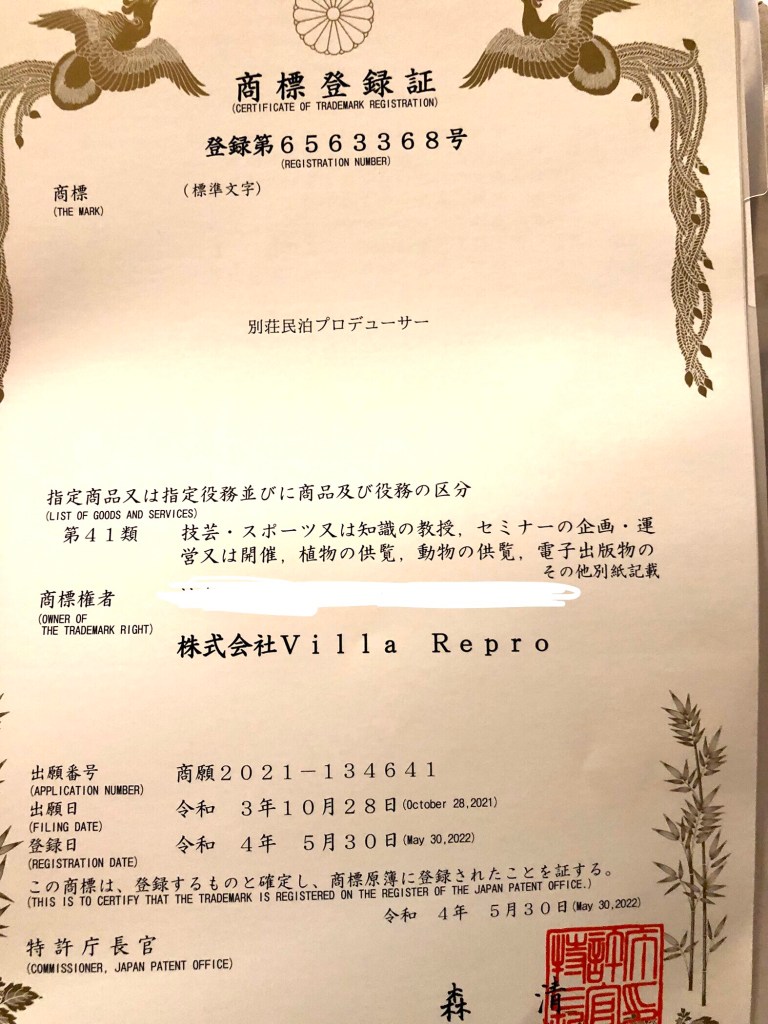 商標登録証
(CERTIFICATE OF TRADEMARK REGISTRATION)
登録第6563368号
(REGISTRATION NUMBER)
商標 (標準文字)
(THE MARK)
別荘民泊プロデューサー
指定商品又は指定役務並びに商品及び役務の区分
(LIST OF GOODS AND SERVICES)
第41類 技芸・スポーツ又は知識の教授,セミナーの企画・運
営又は開催,植物の供覧,動物の供覧,電子出版物の
その他別紙記載
商標権者
(OWNER OF
THE TRADEMARK RIGHT)
株式会社Villa Repro
出願番号 商願2021-134641
(APPLICATION NUMBER)
出願日 令和 3年10月28日(October 28,2021)
(FILING DATE)
登録日 令和 4年 5月30日(May 30,2022)
(REGISTRATION DATE)
この商標は、登録するものと確定し、商標原簿に登録されたことを証する。
(THIS IS TO CERTIFY THAT THE TRADEMARK IS REGISTERED ON THE REGISTER OF THE JAPAN PATENT OFFICE.)
令和 4年 5月30日(May 30,2022)
特許庁長官
(COMMISSIONER, JAPAN PATENT OFFICE)
森 清